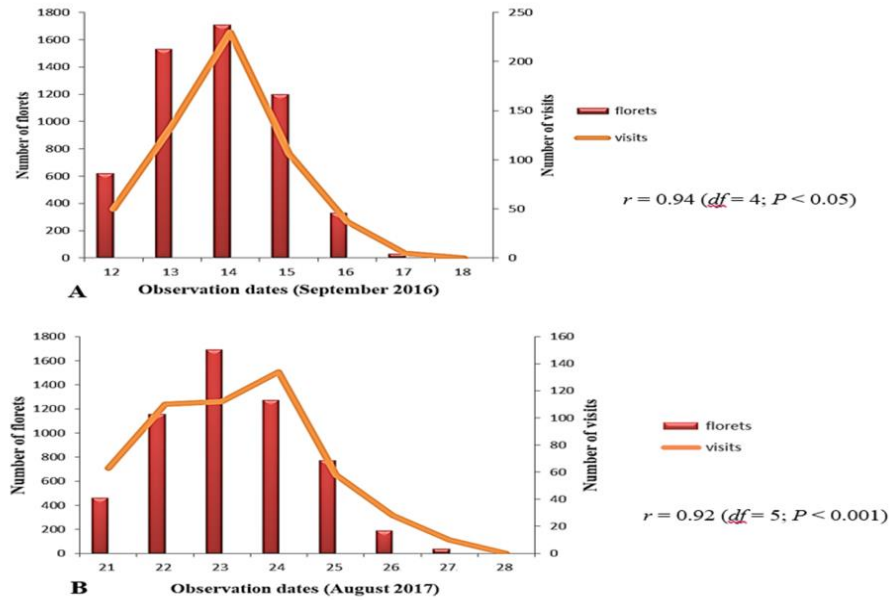 1800
1600
1400
1200
1000
800
600
400
200
0
Number of florets
250
200
150
100
50
0
Number of visits
12 13 14 15 16 17 18
A Observation dates (September 2016)
florets
visits
r = 0.94 (df = 4; P < 0.05)
1800
1600
1400
1200
1000
800
600
400
200
0
Number of florets
160
140
120
100
80
60
40
20
0
Number of visits
21 22 23 24 25 26 27 28
B Observation dates (August 2017)
florets
visits
r = 0.92 (df = 5; P < 0.001)